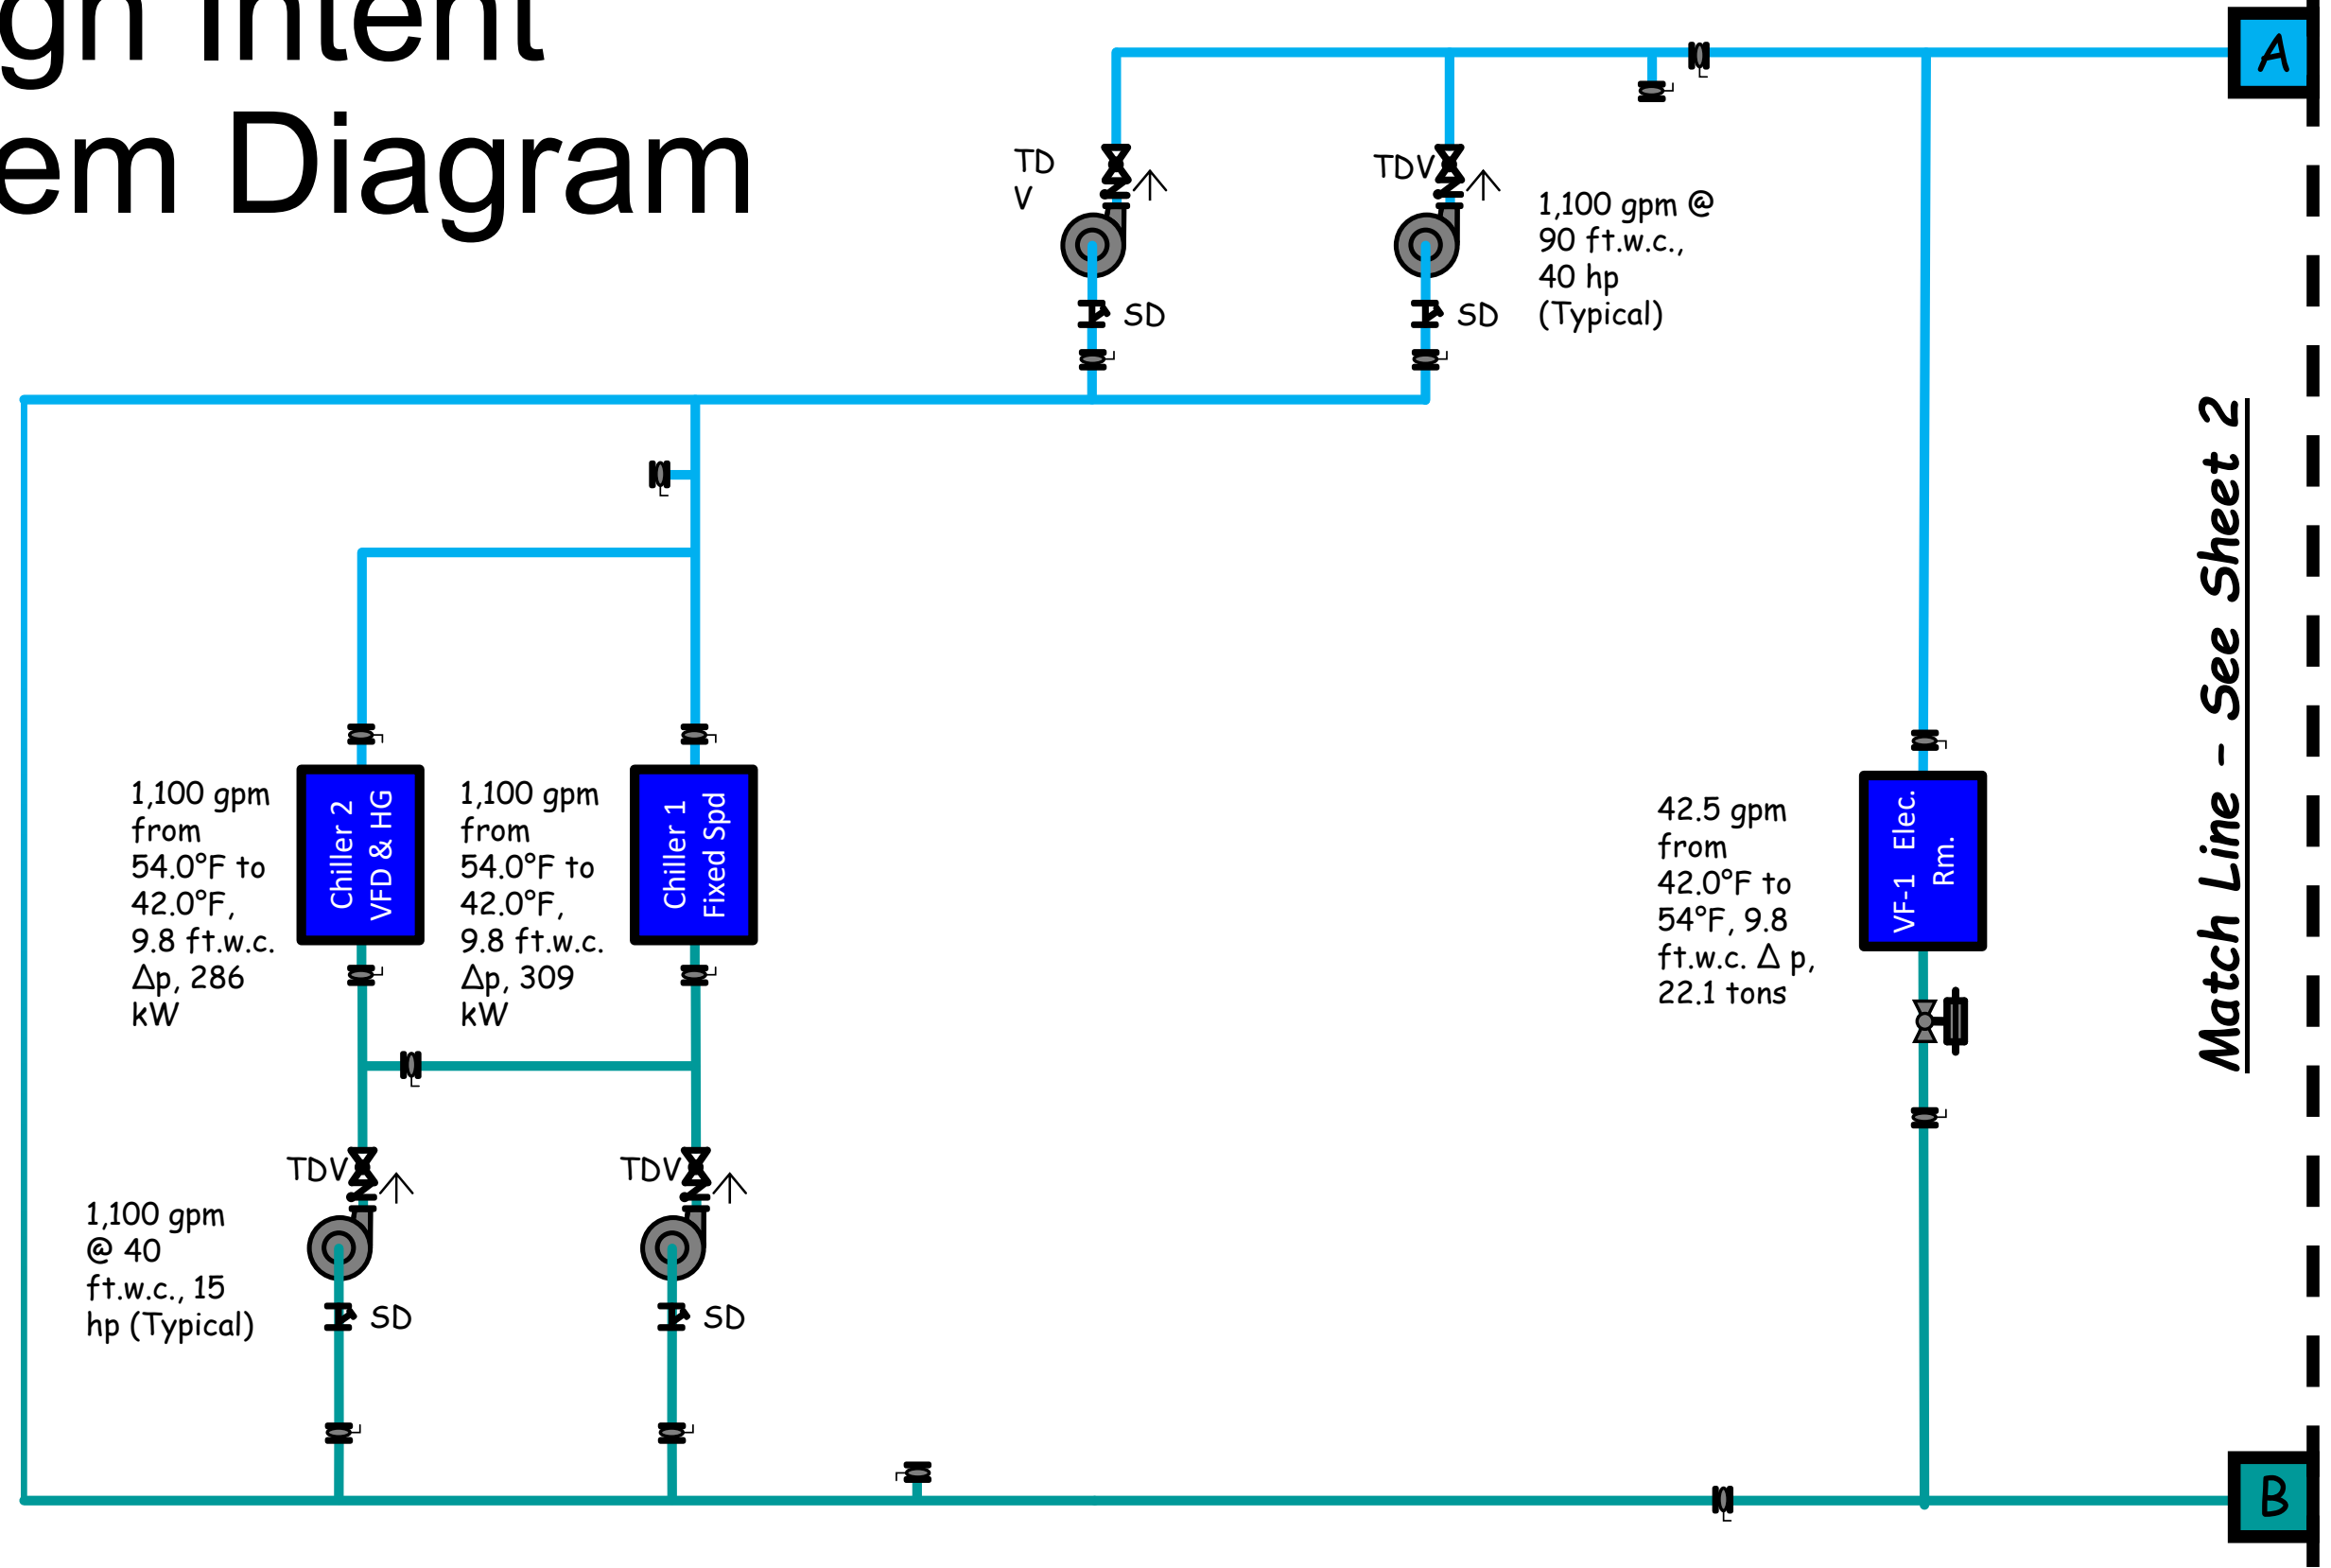 gn Intent
em Diagram
A
TD
V
TDV
1,100 gpm @
90 ft.w.c.,
40 hp
(Typical)
SD
SD
Match Line - See Sheet 2
1,100 gpm
from
54.0°F to
42.0°F,
9.8 ft.w.c.
Δp, 286
kW
Chiller 2
VFD & HG
1,100 gpm
from
54.0°F to
42.0°F,
9.8 ft.w.c.
Δp, 309
kW
Chiller 1
Fixed Spd
42.5 gpm
from
42.0°F to
54°F, 9.8
ft.w.c. Δ p,
22.1 tons
VF-1 Elec.
Rm.
TDV
TDV
1,100 gpm
@ 40
ft.w.c., 15
hp (Typical)
SD
SD
B